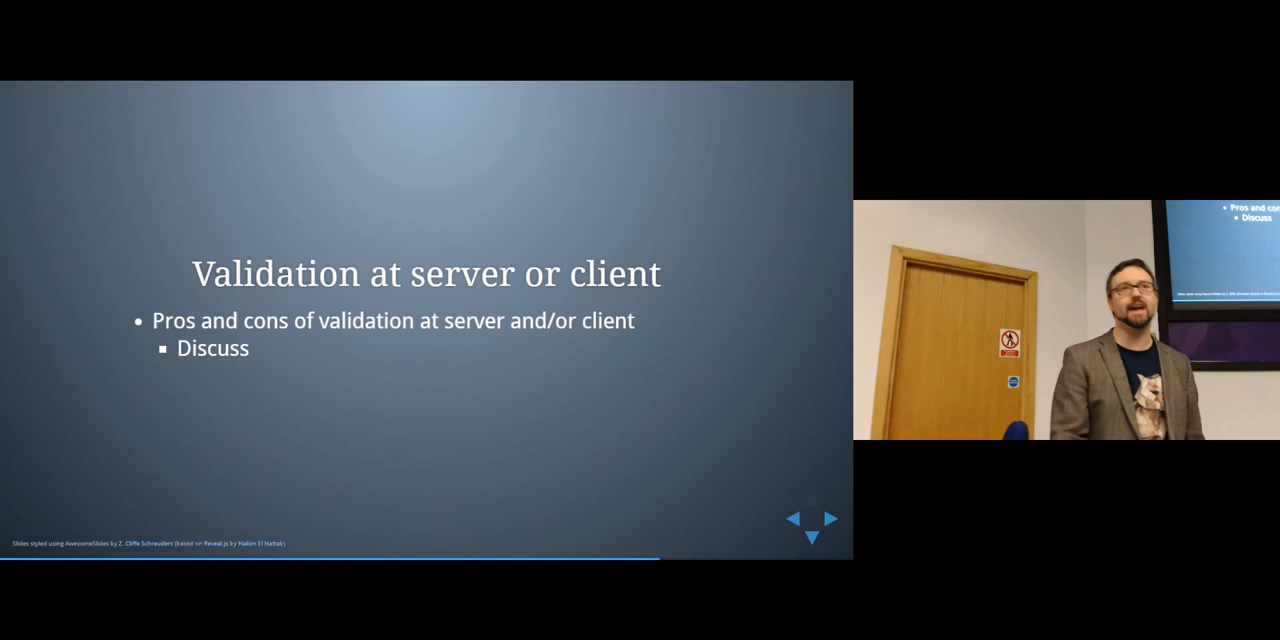 Validation at server or client
• Pros and cons of validation at server and/or client
▪ Discuss
Slides styled using AwesomeSlides by Z. Cliffe Schreuders (based on Reveal.js by Hakim El Hattab)
• Pros and con
▪ Discuss